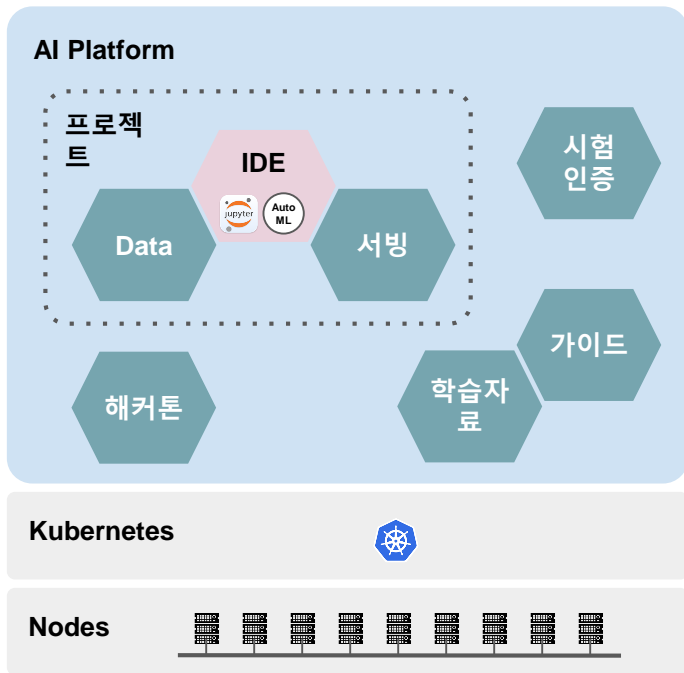 AI Platform
프로젝
트
IDE
jupyter
Auto
ML
Data
서빙
시험
인증
가이드
학습자
료
해커톤
Kubernetes
Nodes